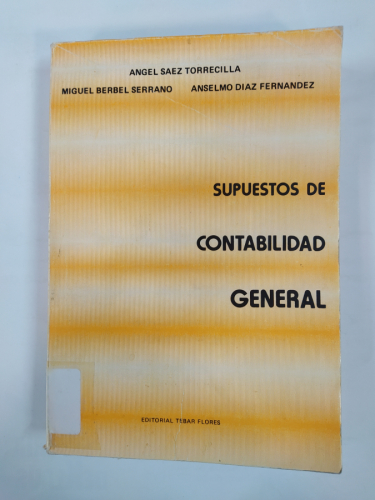 ANGEL SAEZ TORRECILLA
MIGUEL BERBEL SERRANO ANSELMO DIAZ FERNANDEZ
SUPUESTOS DE
CONTABILIDAD
GENERAL
EDITORIAL TEBAR FLORES